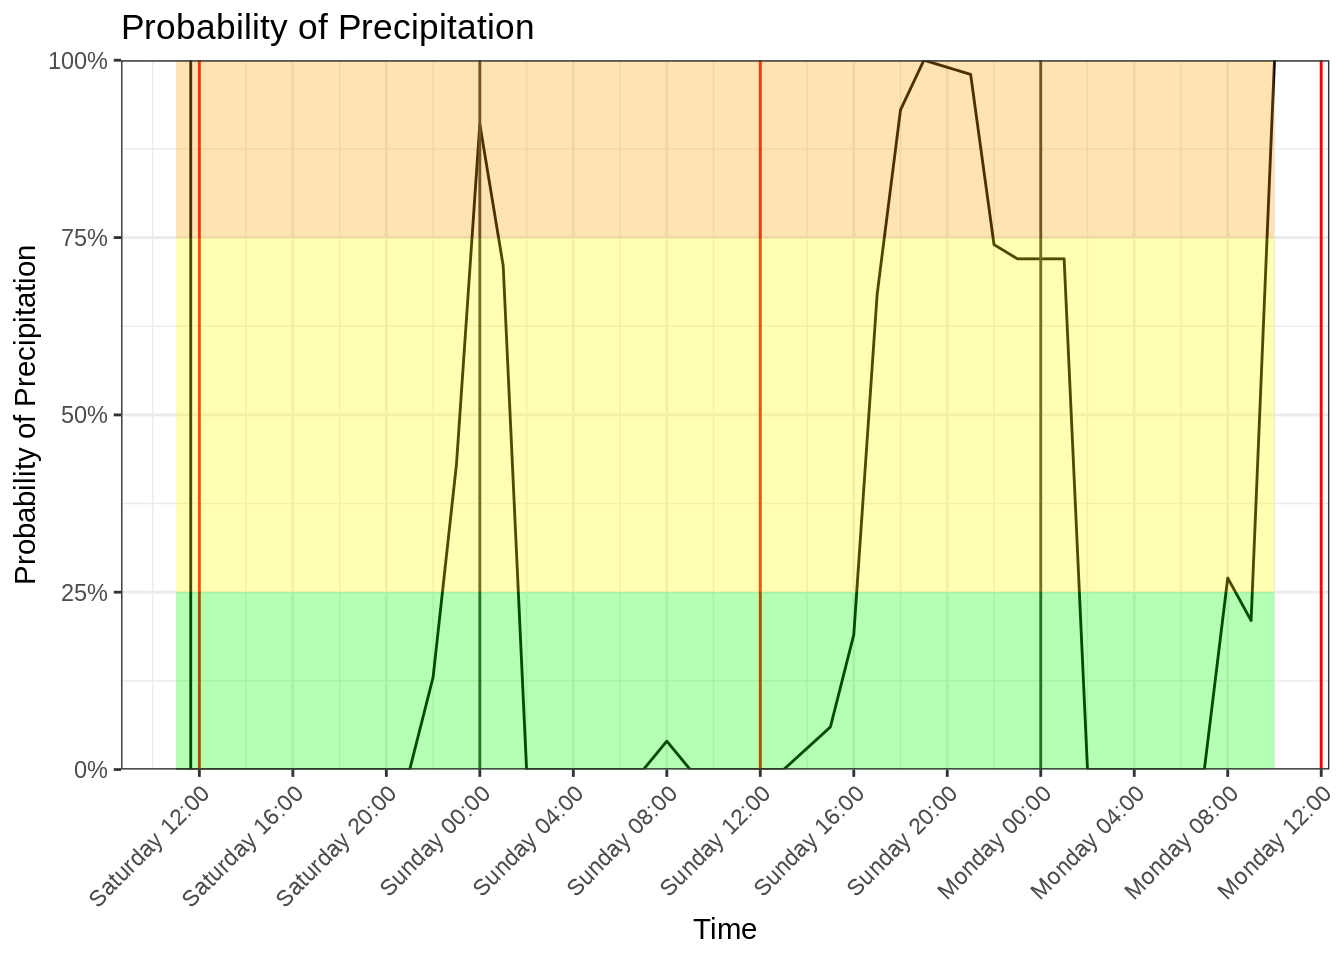 Probability of Precipitation
Probability of Precipitation
100%
75%
50%
25%
0%
Saturday 12:00
Saturday 16:00
Saturday 20:00
Sunday 00:00
Sunday 04:00
Sunday 08:00
Sunday 12:00
Sunday 16:00
Sunday 20:00
Monday 00:00
Monday 04:00
Monday 08:00
Monday 12:00
Time